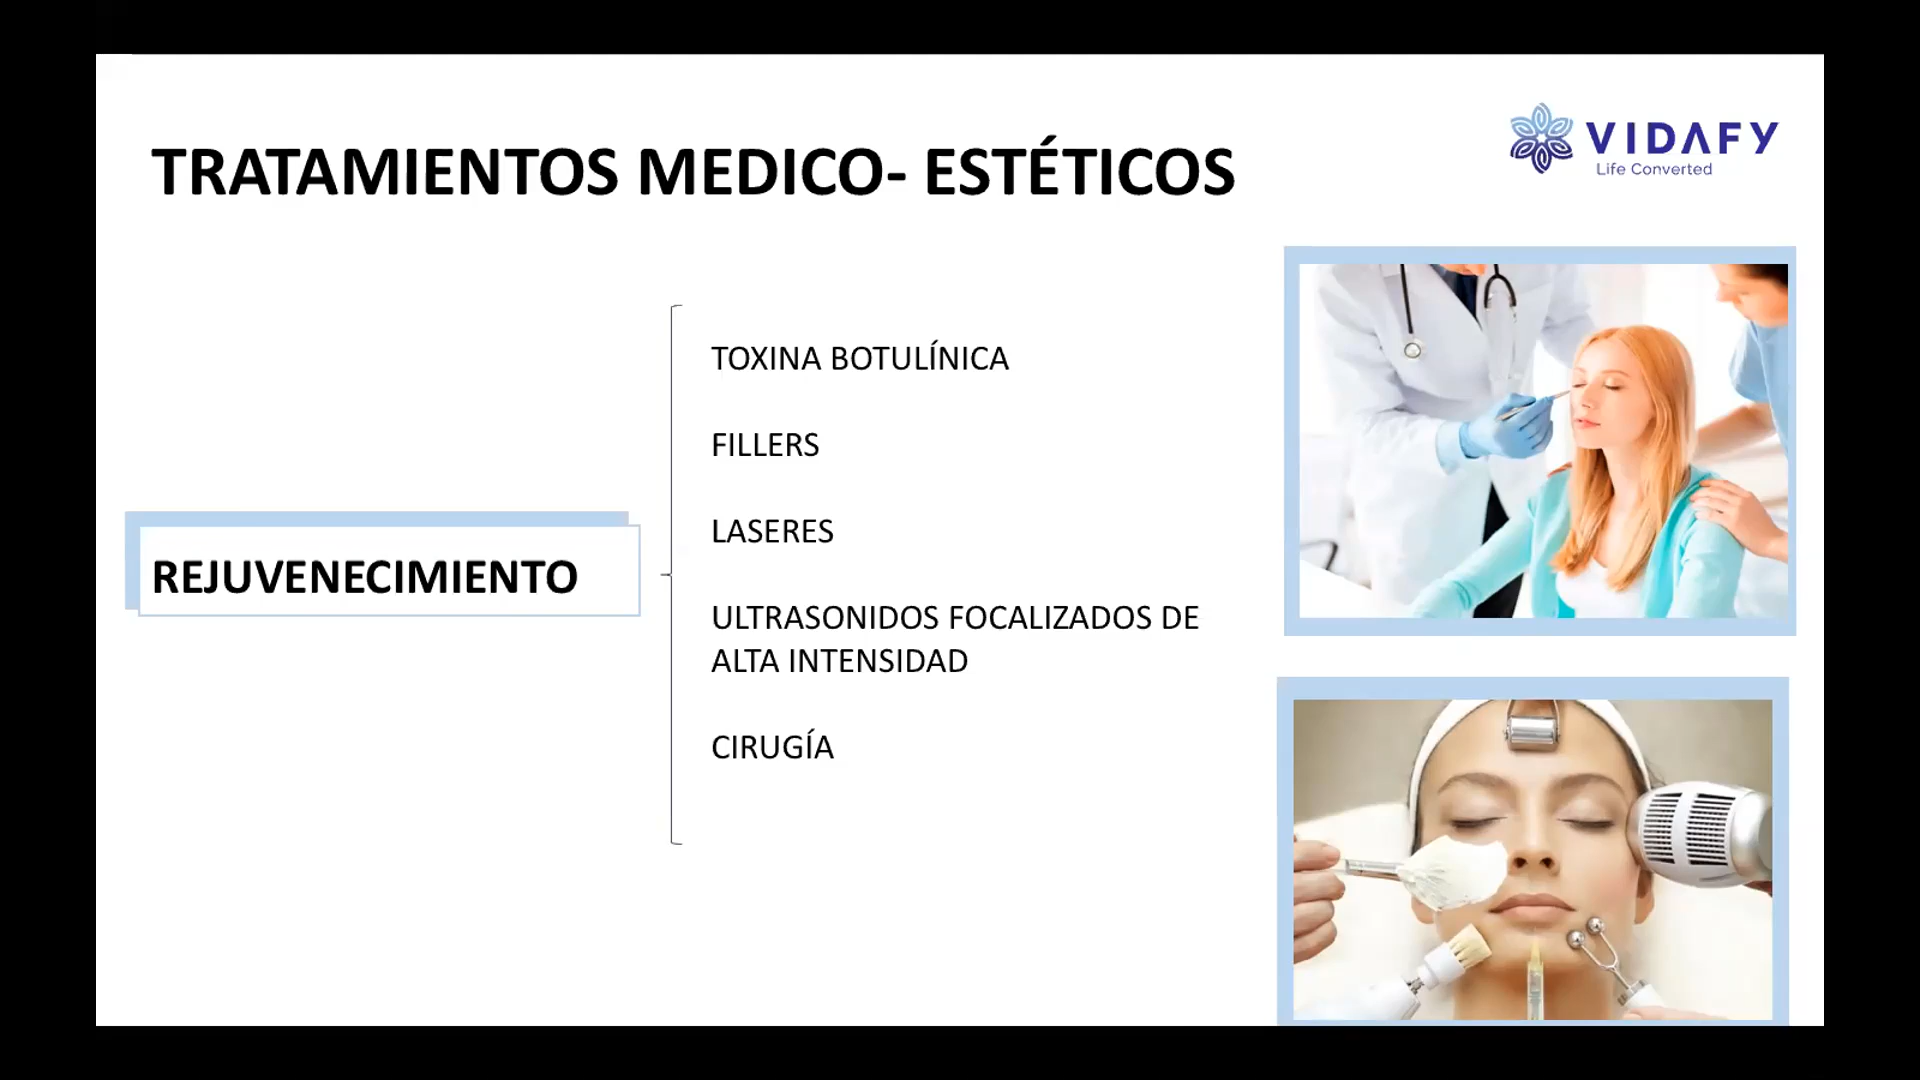 TRATAMIENTOS MEDICO- ESTÉTICOS
VIDAFY
Life Converted
REJUVENECIMIENTO
TOXINA BOTULÍNICA
FILLERS
LASERES
ULTRASONIDOS FOCALIZADOS DE
ALTA INTENSIDAD
CIRUGÍA